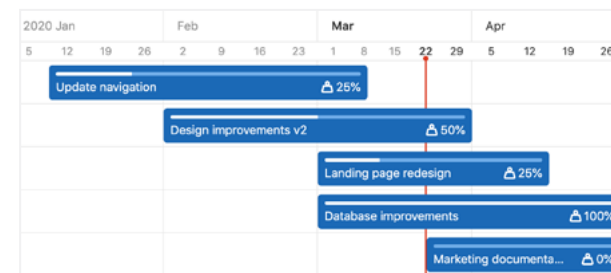 2020 Jan Feb Mar Apr
5 12 19 26 2 9 16 23 1 8 15 22 29 5 12 19 26
Update navigation 25%
Design improvements v2 50%
Landing page redesign 25%
Database improvements 100%
Marketing documenta... 0%